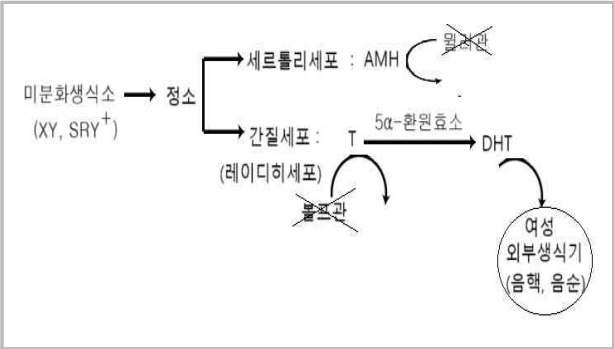 뮐러관
세르톨리세포 : AMH
미분화생식소
정소
(XY, SRY+)
5α-환원효소
간질세포 : T
DHT
(레이디히세포)
볼프관
여성
외부생식기
(음핵, 음순)